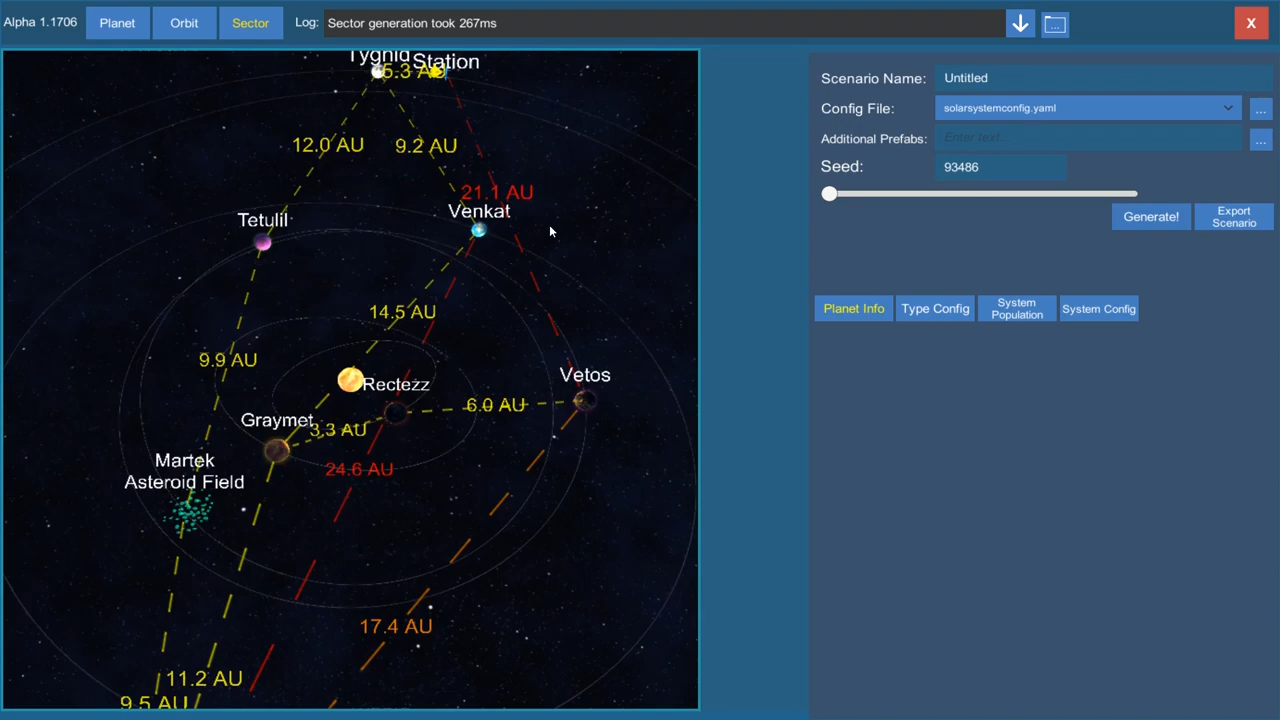 Alpha 1.1706
Planet
Orbit
Sector
Log:
Sector generation took 267ms
...
X
Tyghid
Station
5.3 AU
12.0 AU
9.2 AU
21.1 AU
Tetulil
Venkat
14.5 AU
9.9 AU
Rectezz
Vetos
6.0 AU
Graymet
3.3 AU
24.6 AU
Martek
Asteroid Field
17.4 AU
11.2 AU
9.5 AU
Scenario Name:
Untitled
Config File:
solarsystemconfig.yaml
...
Additional Prefabs:
Enter text...
...
Seed:
93486
Generate!
Export
Scenario
Planet Info
Type Config
System
Population
System Config